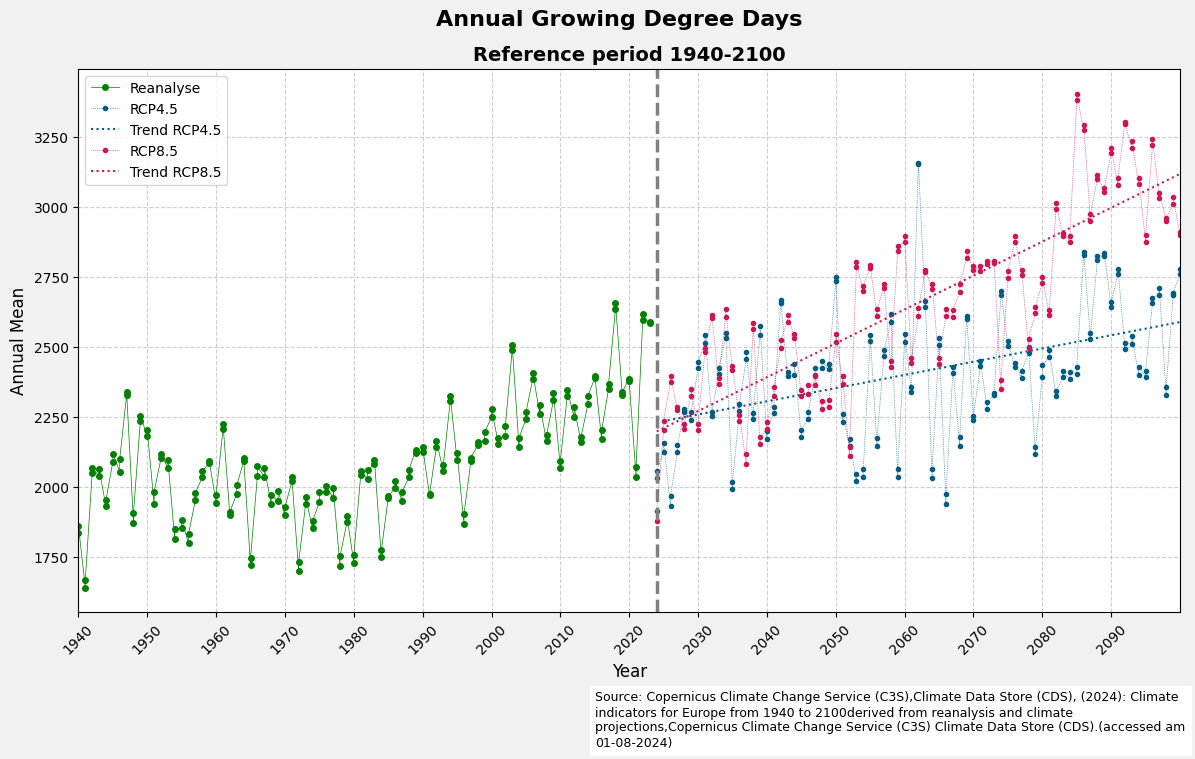 Annual Growing Degree Days
Reference period 1940-2100
Reanalyse
RCP4.5
Trend RCP4.5
RCP8.5
Trend RCP8.5
Annual Mean
3250
3000
2750
2500
2250
2000
1750
1940 1950 1960 1970 1980 1990 2000 2010 2020 2030 2040 2050 2060 2070 2080 2090
Year
Source: Copernicus Climate Change Service (C3S),Climate Data Store (CDS), (2024): Climate
indicators for Europe from 1940 to 2100derived from reanalysis and climate
projections,Copernicus Climate Change Service (C3S) Climate Data Store (CDS).(accessed am
01-08-2024)